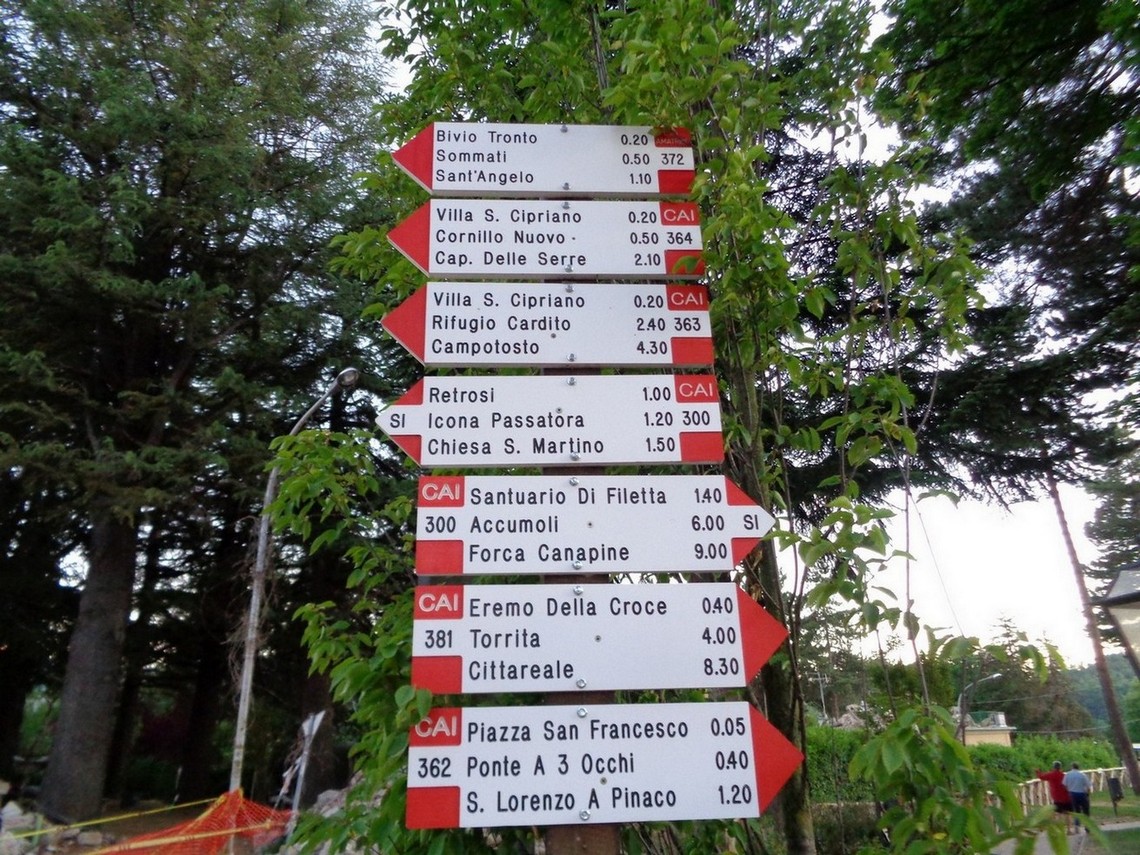 Bivio Tronto 0.20 AMATRICE
Sommati 0.50 372
Sant'Angelo 1.10
Villa S. Cipriano 0.20 CAI
Cornillo Nuovo 0.50 364
Cap. Delle Serre 2.10
Villa S. Cipriano 0.20 CAI
Rifugio Cardito 2.40 363
Campotosto 4.30
Retrosi 1.00 CAI
SI Icona Passatora 1.20 300
Chiesa S. Martino 1.50
CAI Santuario Di Filetta 1.40
300 Accumoli 6.00 SI
Forca Canapine 9.00
CAI Eremo Della Croce 0.40
381 Torrita 4.00
Cittareale 8.30
CAI Piazza San Francesco 0.05
362 Ponte A 3 Occhi 0.40
S. Lorenzo A Pinaco 1.20